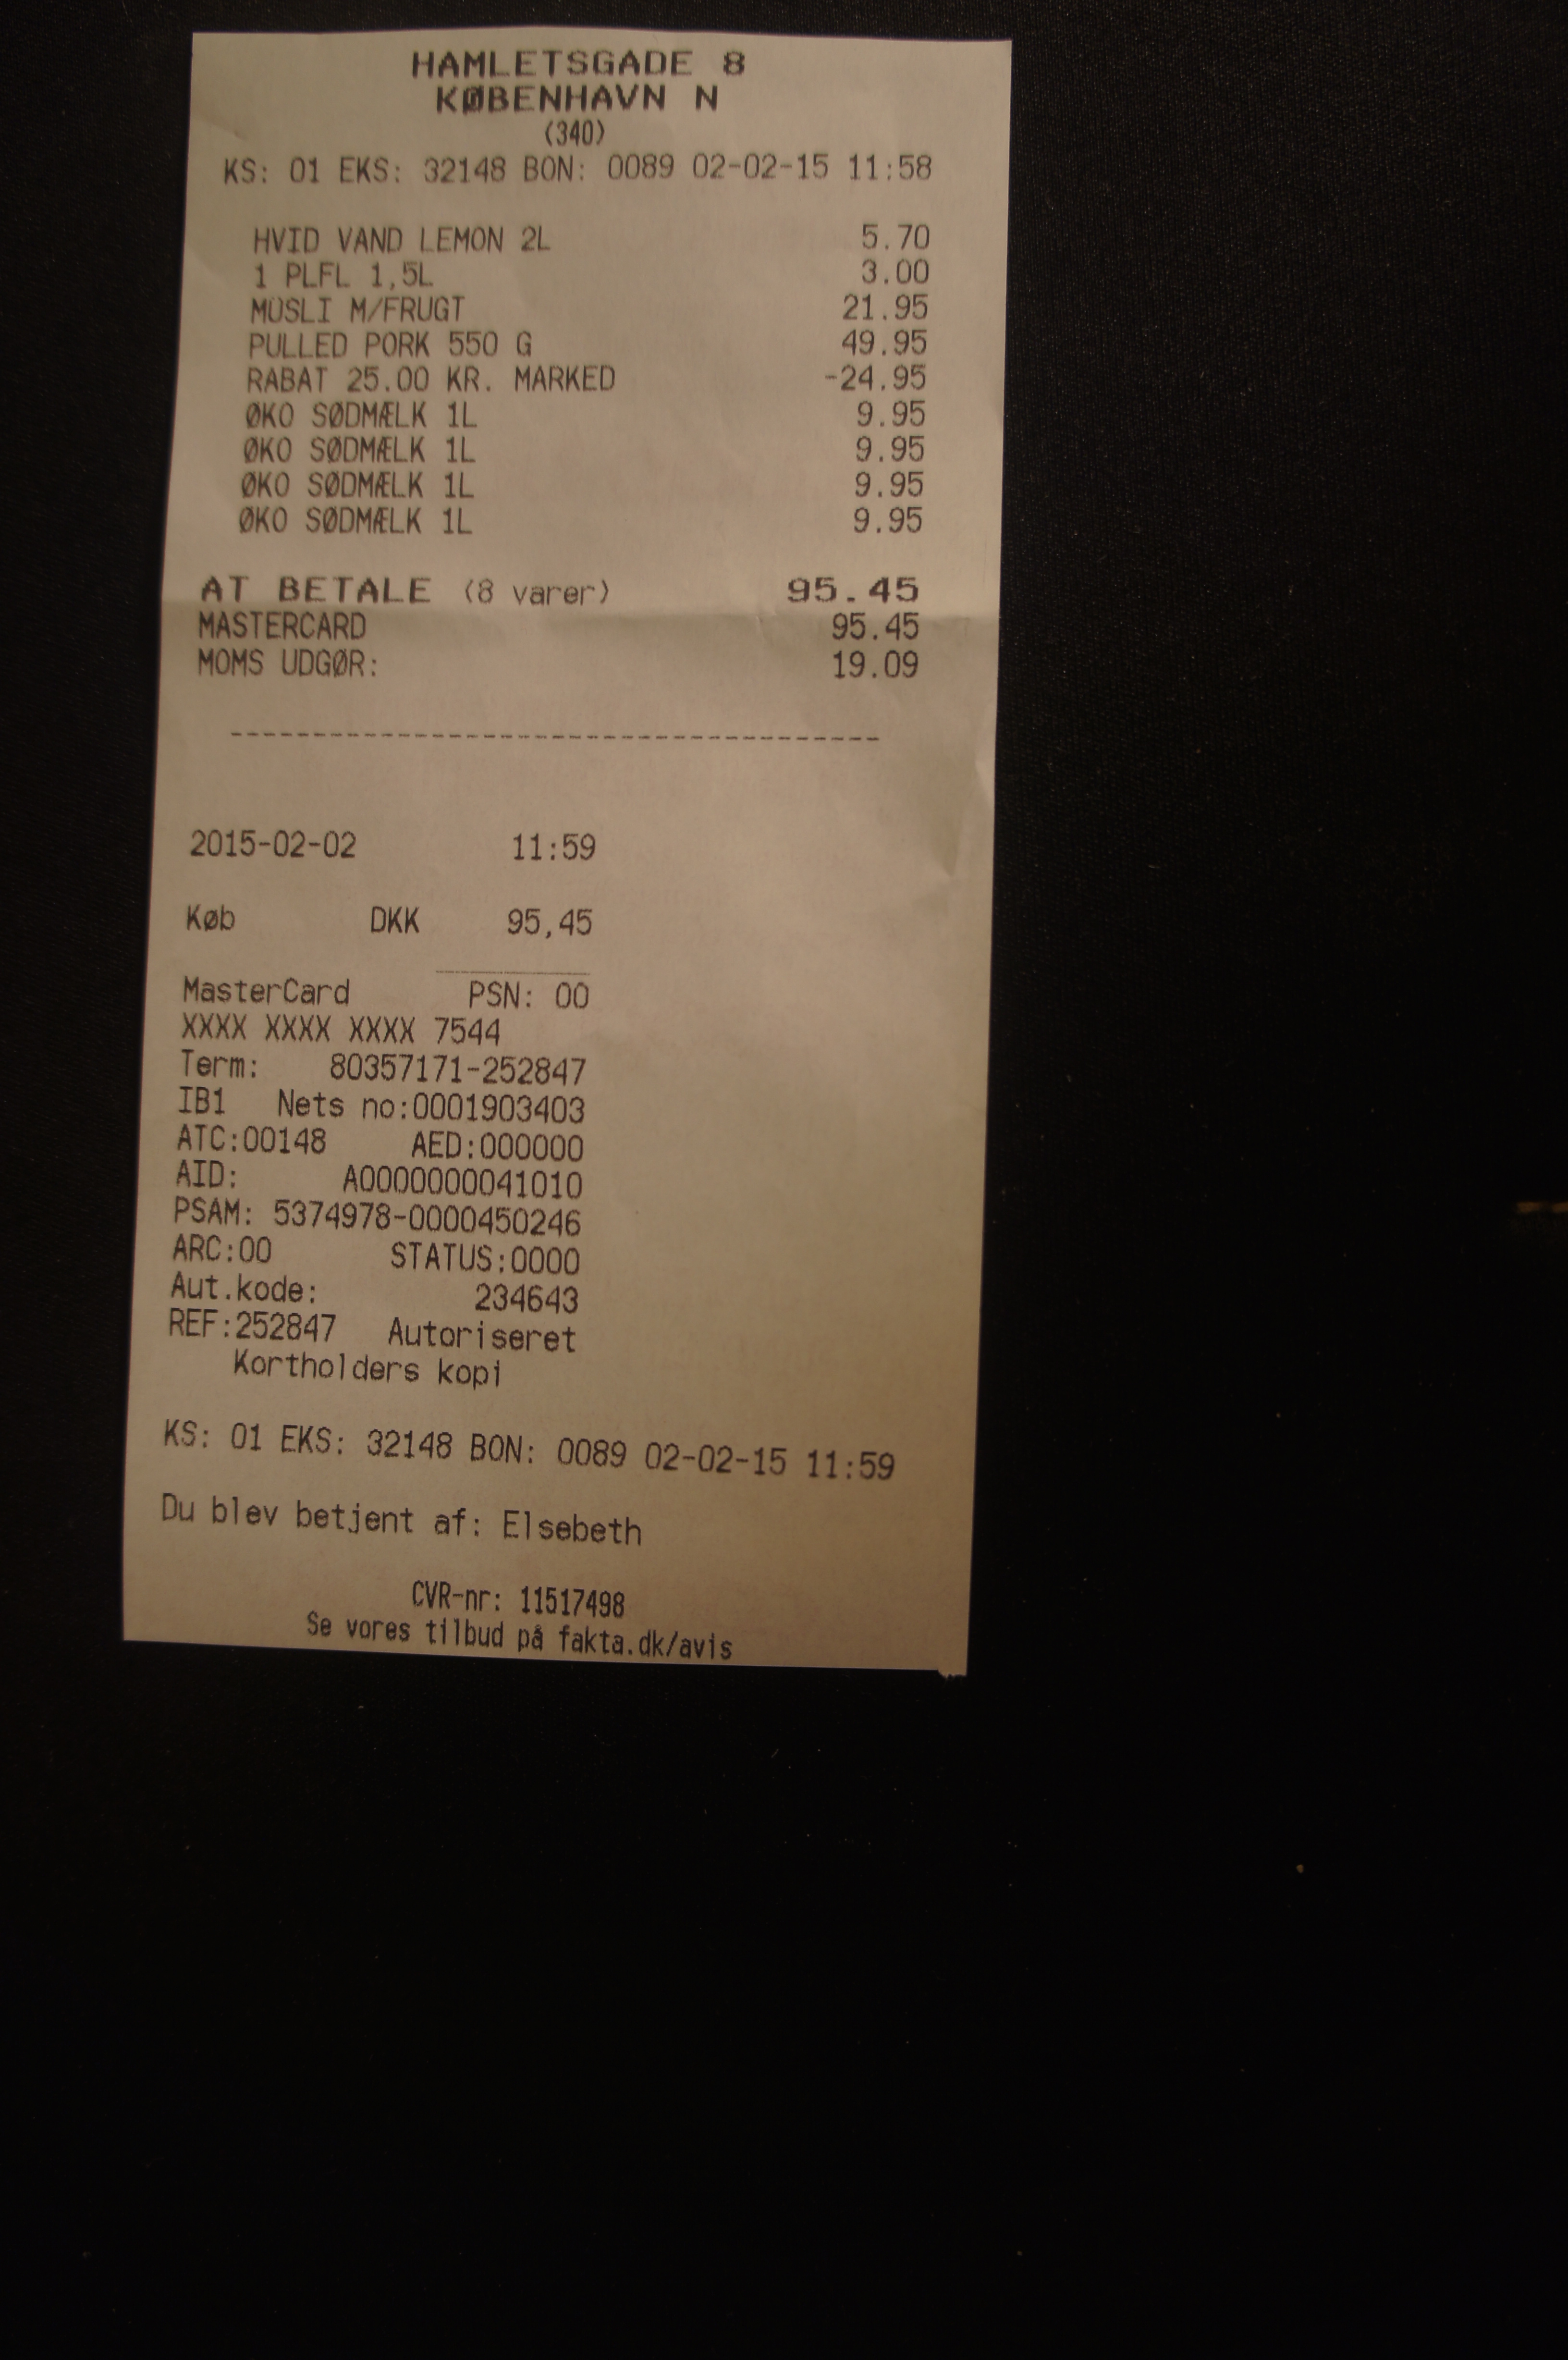 HAMLETSGADE 8
KØBENHAVN N
(340)
KS: 01 EKS: 32148 BON: 0089 02-02-15 11:58
HVID VAND LEMON 2L 5.70
1 PLFL 1,5L 3.00
MÜSLI M/FRUGT 21.95
PULLED PORK 550 G 49.95
RABAT 25.00 KR. MARKED -24.95
ØKO SØDMÆLK 1L 9.95
ØKO SØDMÆLK 1L 9.95
ØKO SØDMÆLK 1L 9.95
ØKO SØDMÆLK 1L 9.95
AT BETALE (8 varer) 95.45
MASTERCARD 95.45
MOMS UDGØR: 19.09
---------------------------------------
2015-02-02 11:59
Køb DKK 95,45
MasterCard PSN: 00
XXXX XXXX XXXX 7544
Term: 80357171-252847
IB1 Nets no:0001903403
ATC:00148 AED:000000
AID: A0000000041010
PSAM: 5374978-0000450246
ARC:00 STATUS:0000
Aut.kode: 234643
REF:252847 Autoriseret
Kortholders kopi
KS: 01 EKS: 32148 BON: 0089 02-02-15 11:59
Du blev betjent af: Elsebeth
CVR-nr: 11517498
Se vores tilbud på fakta.dk/avis